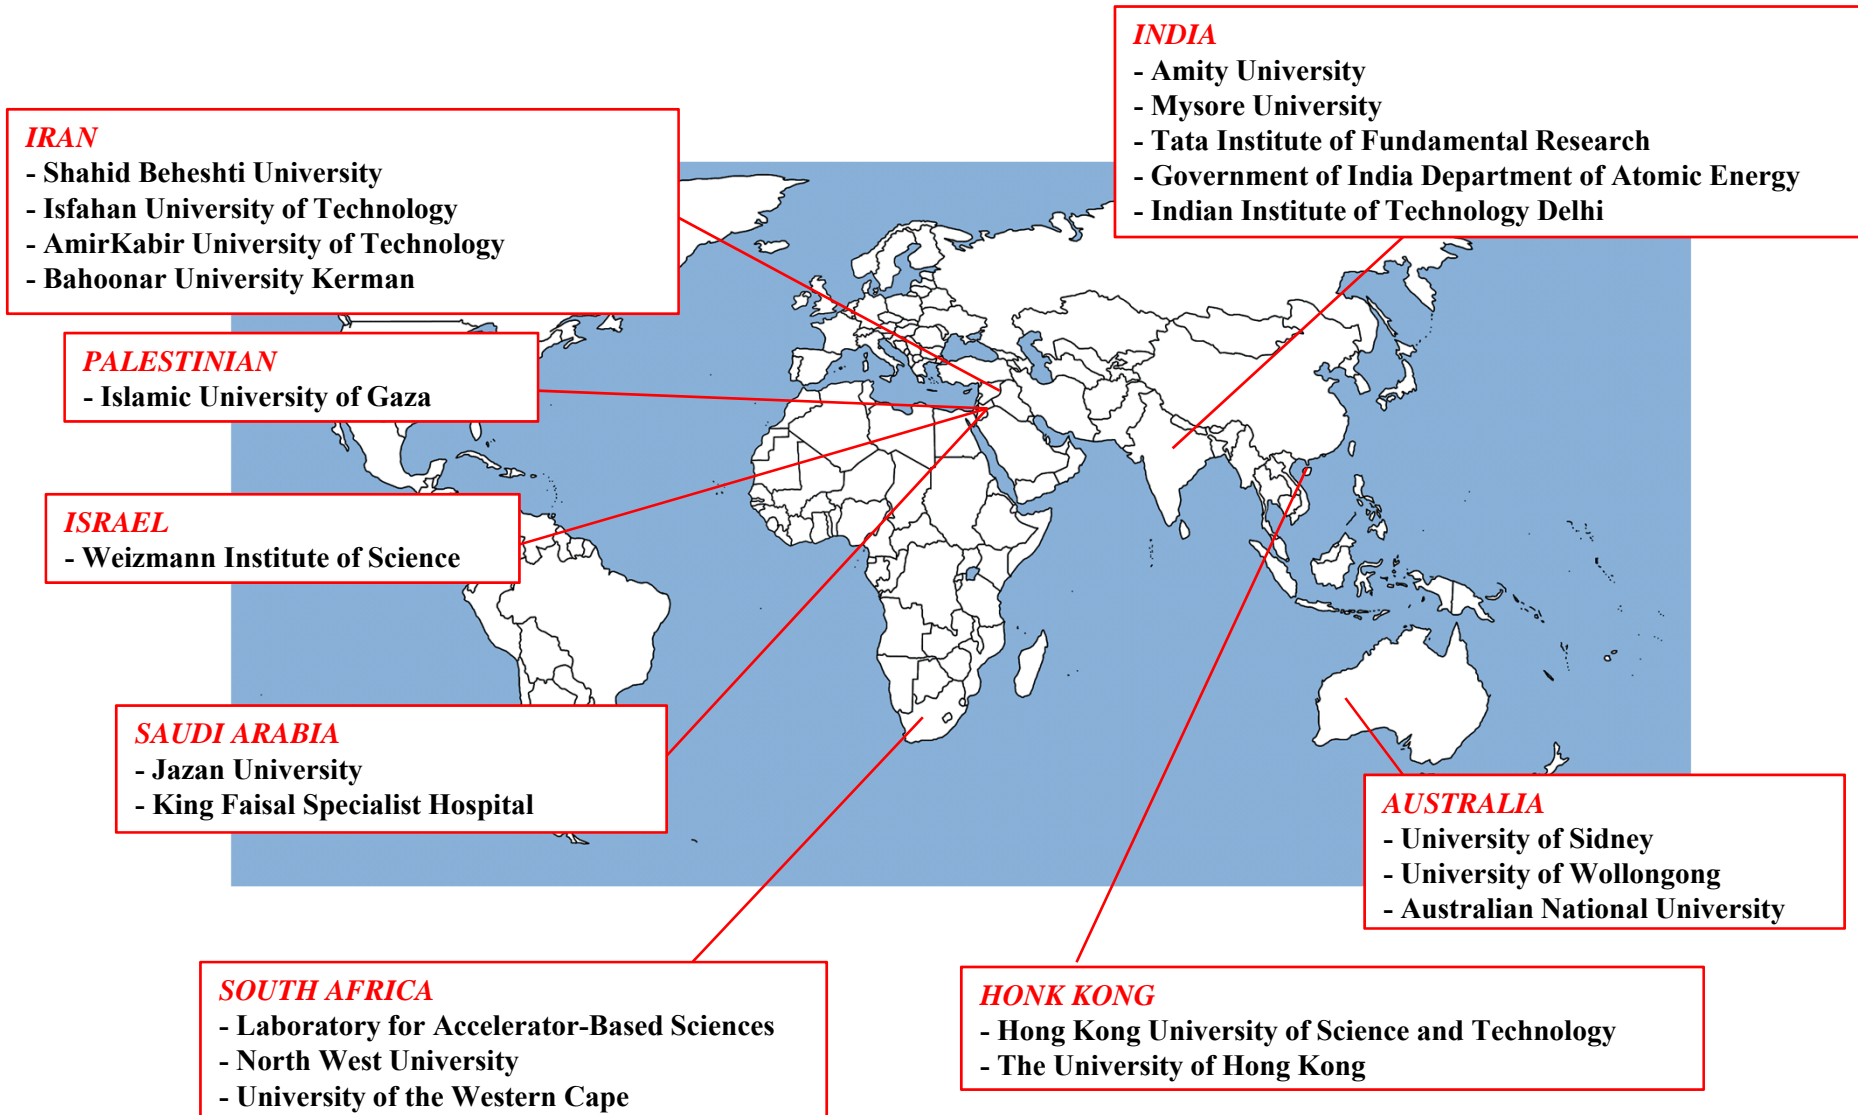 INDIA
- Amity University
- Mysore University
- Tata Institute of Fundamental Research
- Government of India Department of Atomic Energy
- Indian Institute of Technology Delhi
IRAN
- Shahid Beheshti University
- Isfahan University of Technology
- AmirKabir University of Technology
- Bahoonar University Kerman
PALESTINIAN
- Islamic University of Gaza
ISRAEL
- Weizmann Institute of Science
SAUDI ARABIA
- Jazan University
- King Faisal Specialist Hospital
AUSTRALIA
- University of Sidney
- University of Wollongong
- Australian National University
SOUTH AFRICA
- Laboratory for Accelerator-Based Sciences
- North West University
- University of the Western Cape
HONK KONG
- Hong Kong University of Science and Technology
- The University of Hong Kong